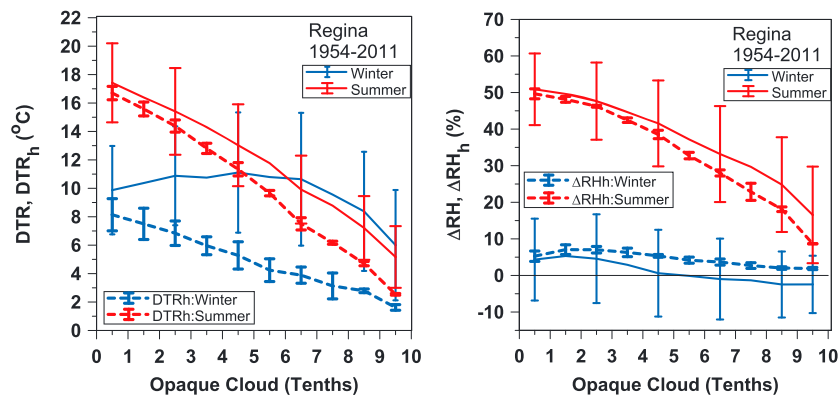 22
20
18
16
14
12
10
8
6
4
2
0
DTR, DTRh (°C)
Regina
1954-2011
Winter
Summer
DTRh:Winter
DTRh:Summer
0 1 2 3 4 5 6 7 8 9 10
Opaque Cloud (Tenths)
70
60
50
40
30
20
10
0
-10
ΔRH, ΔRHh (%)
Regina
1954-2011
Winter
Summer
ΔRHh:Winter
ΔRHh:Summer
0 1 2 3 4 5 6 7 8 9 10
Opaque Cloud (Tenths)